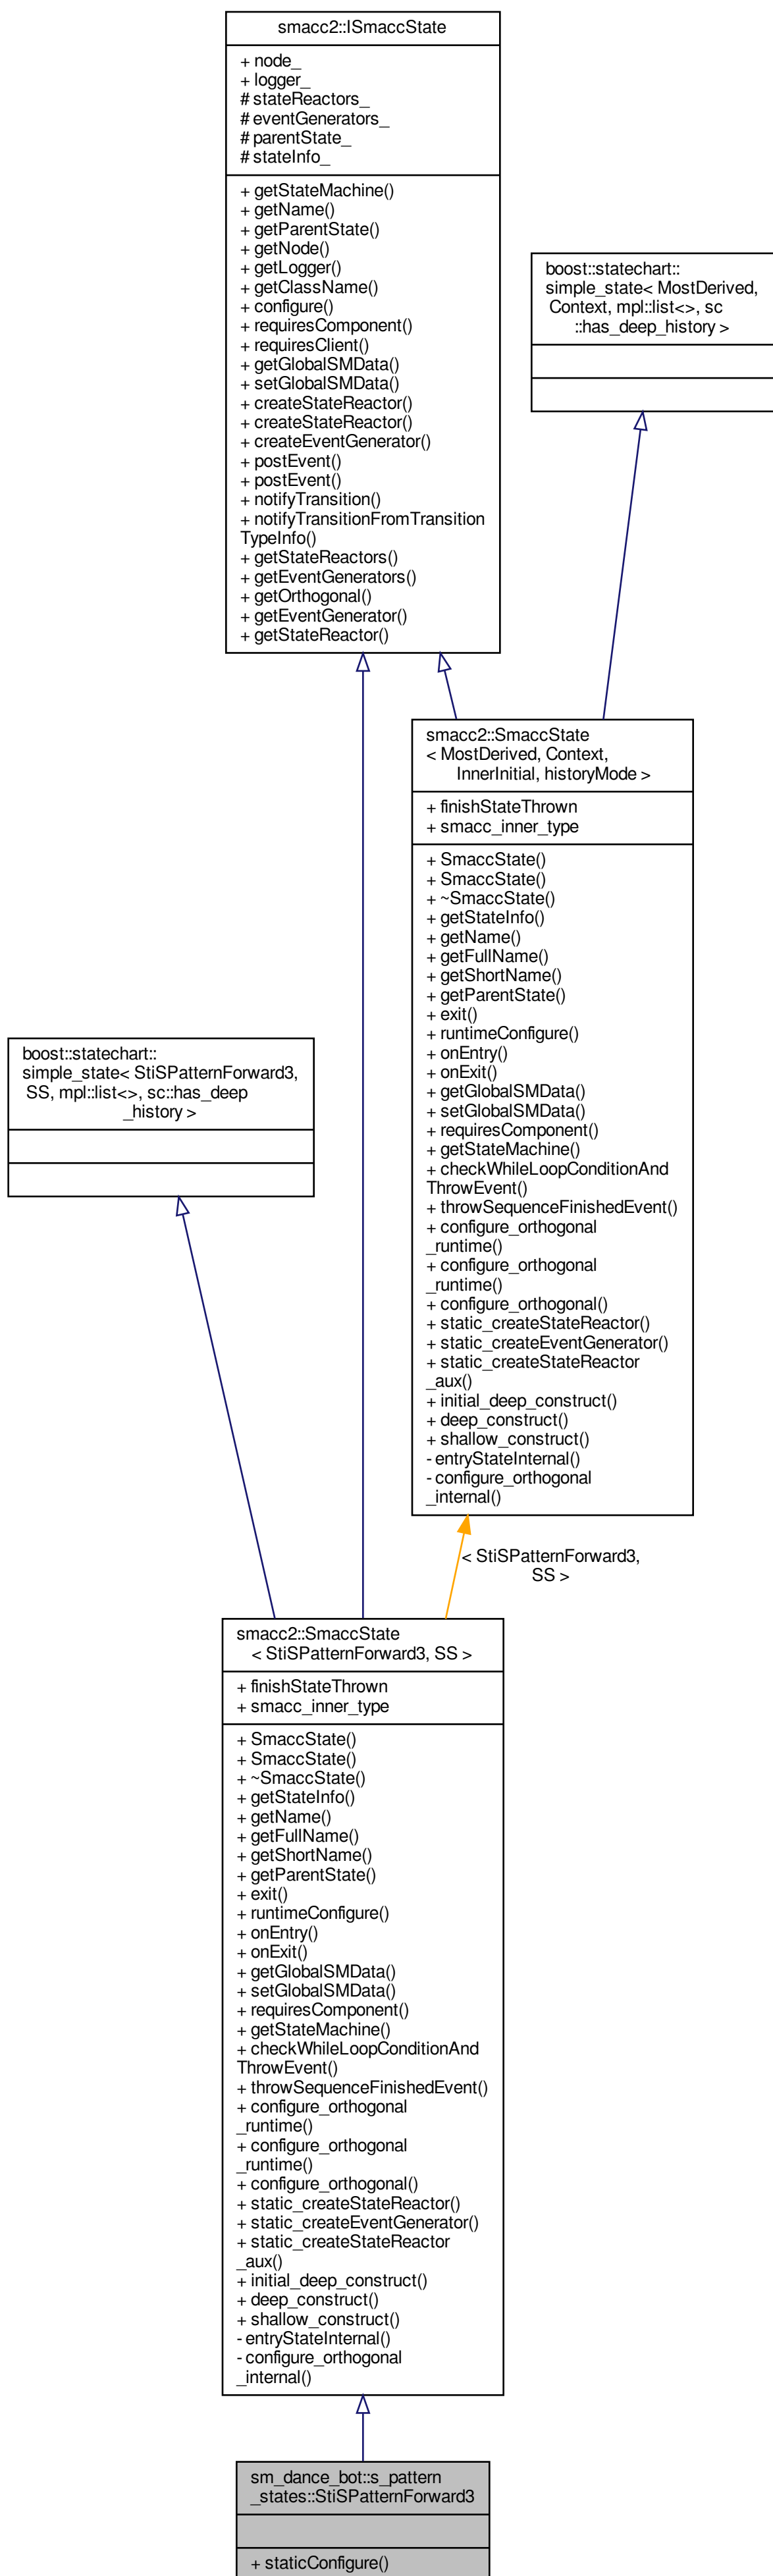 smacc2::ISmaccState
+ node_
+ logger_
# stateReactors_
# eventGenerators_
# parentState_
# stateInfo_
+ getStateMachine()
+ getName()
+ getParentState()
+ getNode()
+ getLogger()
+ getClassName()
+ configure()
+ requiresComponent()
+ requiresClient()
+ getGlobalSMData()
+ setGlobalSMData()
+ createStateReactor()
+ createStateReactor()
+ createEventGenerator()
+ postEvent()
+ postEvent()
+ notifyTransition()
+ notifyTransitionFromTransition
TypeInfo()
+ getStateReactors()
+ getEventGenerators()
+ getOrthogonal()
+ getEventGenerator()
+ getStateReactor()
boost::statechart::
simple_state< MostDerived,
Context, mpl::list<>, sc
::has_deep_history >
smacc2::SmaccState
< MostDerived, Context,
InnerInitial, historyMode >
+ finishStateThrown
+ smacc_inner_type
+ SmaccState()
+ SmaccState()
+ ~SmaccState()
+ getStateInfo()
+ getName()
+ getFullName()
+ getShortName()
+ getParentState()
+ exit()
+ runtimeConfigure()
+ onEntry()
+ onExit()
+ getGlobalSMData()
+ setGlobalSMData()
+ requiresComponent()
+ getStateMachine()
+ checkWhileLoopConditionAnd
ThrowEvent()
+ throwSequenceFinishedEvent()
+ configure_orthogonal
_runtime()
+ configure_orthogonal
_runtime()
+ configure_orthogonal()
+ static_createStateReactor()
+ static_createEventGenerator()
+ static_createStateReactor
_aux()
+ initial_deep_construct()
+ deep_construct()
+ shallow_construct()
- entryStateInternal()
- configure_orthogonal
_internal()
boost::statechart::
simple_state< StiSPatternForward3,
SS, mpl::list<>, sc::has_deep
_history >
< StiSPatternForward3,
SS >
smacc2::SmaccState
< StiSPatternForward3, SS >
+ finishStateThrown
+ smacc_inner_type
+ SmaccState()
+ SmaccState()
+ ~SmaccState()
+ getStateInfo()
+ getName()
+ getFullName()
+ getShortName()
+ getParentState()
+ exit()
+ runtimeConfigure()
+ onEntry()
+ onExit()
+ getGlobalSMData()
+ setGlobalSMData()
+ requiresComponent()
+ getStateMachine()
+ checkWhileLoopConditionAnd
ThrowEvent()
+ throwSequenceFinishedEvent()
+ configure_orthogonal
_runtime()
+ configure_orthogonal
_runtime()
+ configure_orthogonal()
+ static_createStateReactor()
+ static_createEventGenerator()
+ static_createStateReactor
_aux()
+ initial_deep_construct()
+ deep_construct()
+ shallow_construct()
- entryStateInternal()
- configure_orthogonal
_internal()
sm_dance_bot::s_pattern
_states::StiSPatternForward3
+ staticConfigure()